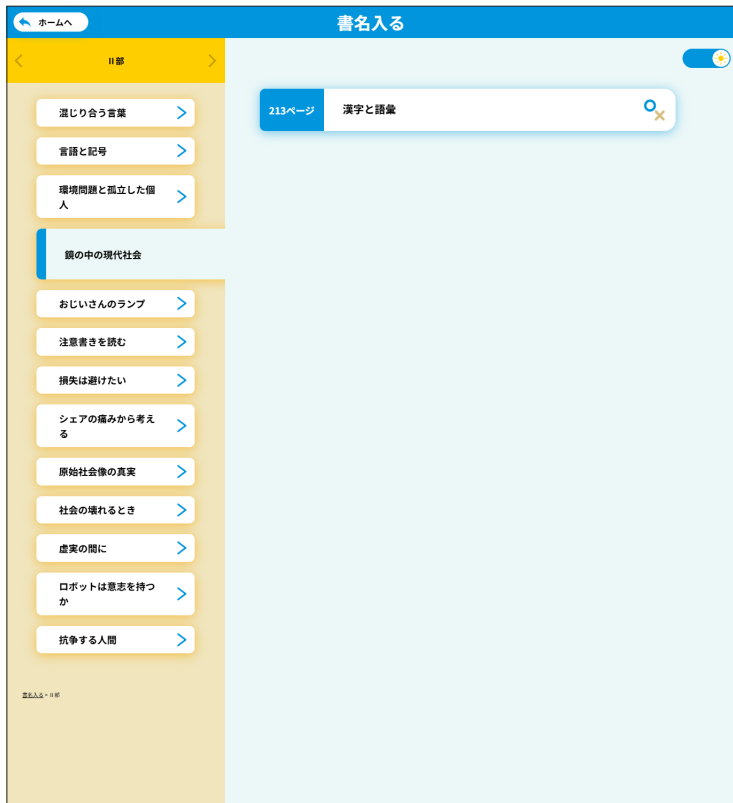 ホームへ
書名入る
II部
混じり合う言葉
言語と記号
環境問題と孤立した個
人
鏡の中の現代社会
おじいさんのランプ
注意書きを読む
損失は避けたい
シェアの痛みから考え
る
原始社会像の真実
社会の壊れるとき
虚実の間に
ロボットは意志を持つ
か
抗争する人間
書名入る > II部
213ページ 漢字と語彙